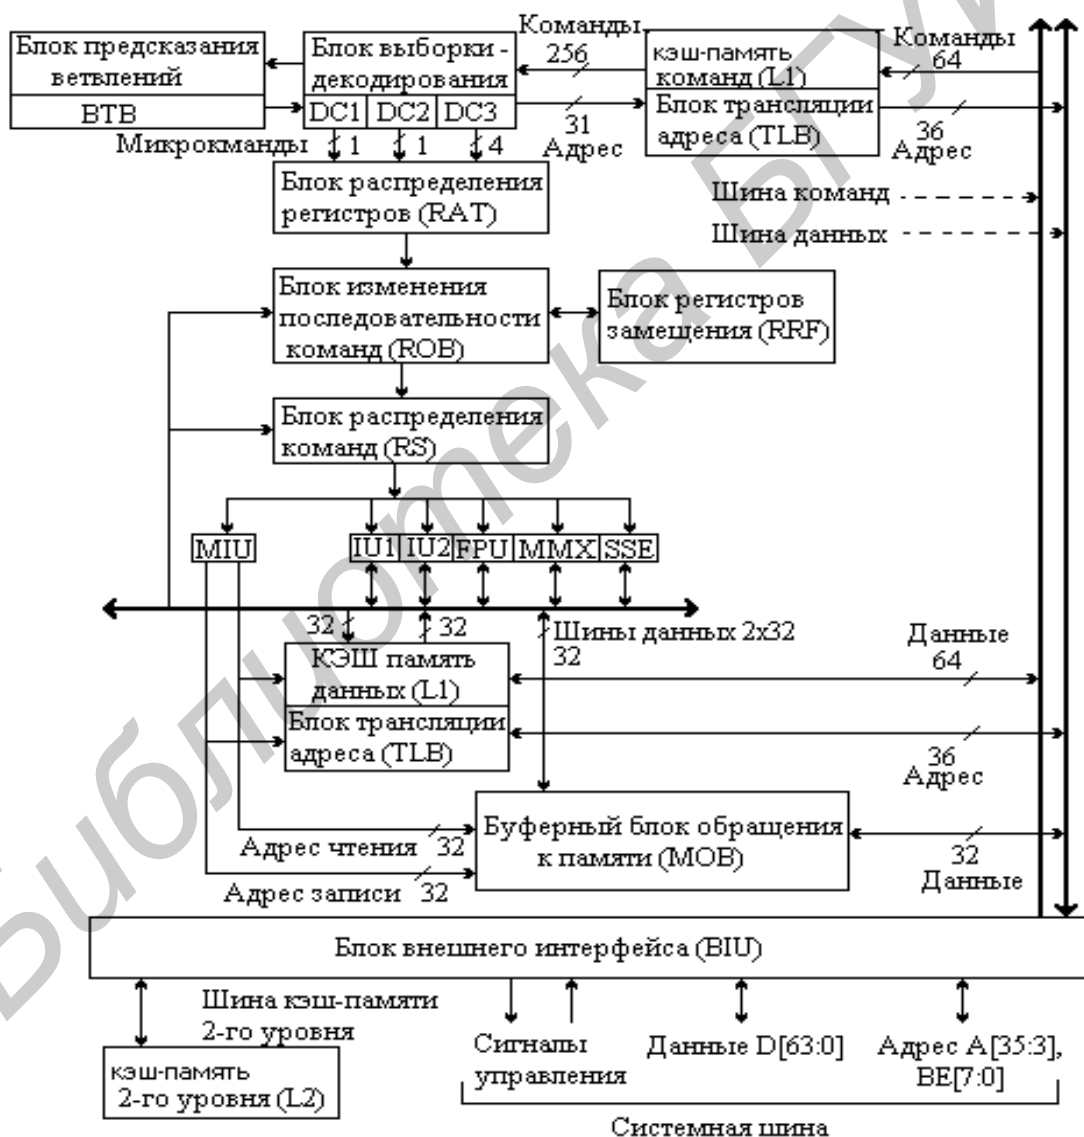 Команды
Блок предсказания
ветвлений
BTB
Блок выборки -
декодирования
DC1 DC2 DC3
256
кэш-память
команд (L1)
Блок трансляции
адреса (TLB)
Команды
64
31
Адрес
36
Адрес
Микрокманды 1 1 4
Блок распределения
регистров (RAT)
Шина команд
Шина данных
Блок изменения
последовательности
команд (ROB)
Блок регистров
замещения (RRF)
Блок распределения
команд (RS)
MIU IU1 IU2 FPU MMX SSE
32 32
Шины данных 2x32
32
Данные
64
КЭШ память
данных (L1)
Блок трансляции
адреса (TLB)
36
Адрес
Буферный блок обращения
к памяти (MOB)
Адрес чтения 32
Адрес записи 32
32
Данные
Блок внешнего интерфейса (BIU)
Шина кэш-памяти
2-го уровня
кэш-память
2-го уровня (L2)
Сигналы
управления
Данные D[63:0]
Адрес A[35:3],
BE[7:0]
Системная шина
Библиотека БГУИ